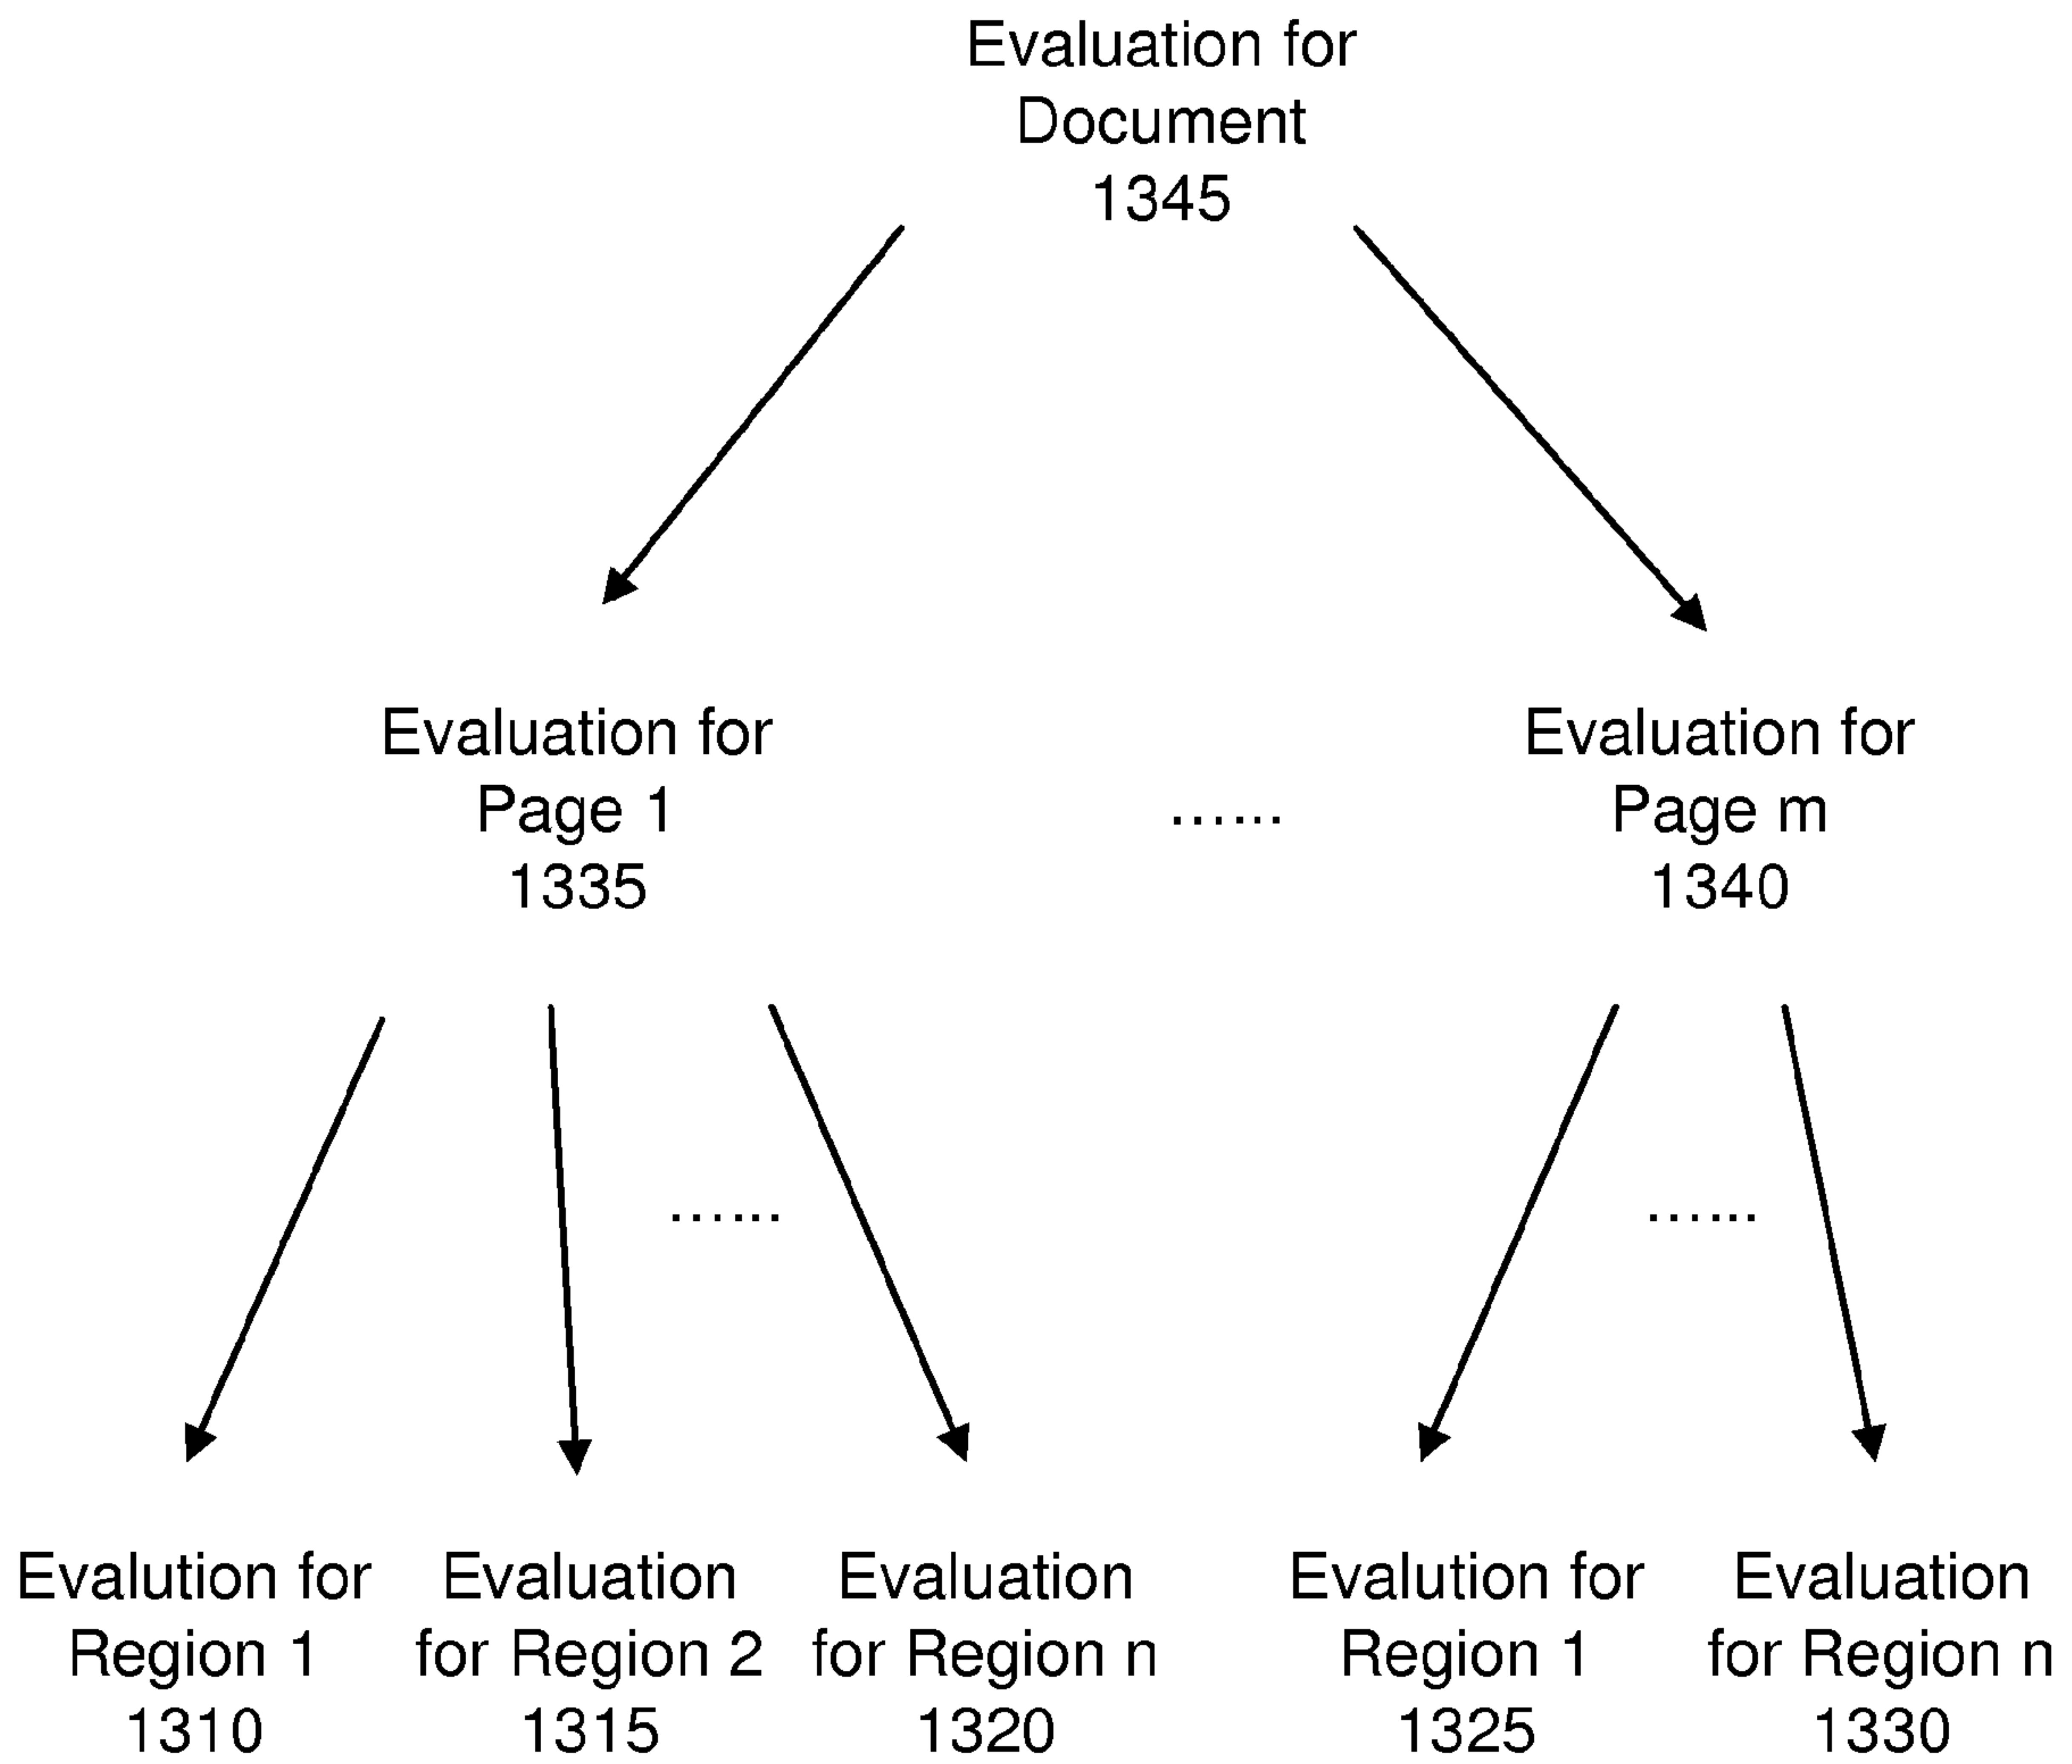 Evaluation for
Document
1345
Evaluation for
Page 1
1335
......
Evaluation for
Page m
1340
......
......
Evalution for
Region 1
1310
Evaluation
for Region 2
1315
Evaluation
for Region n
1320
Evalution for
Region 1
1325
Evaluation
for Region n
1330